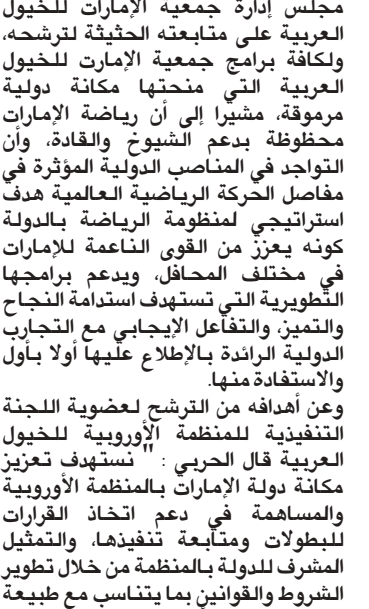 مجلس إدارة جمعية الإمارات للخيول
العربية على متابعته الحثيثة لترشحه،
ولكافة برامج جمعية الإمارت للخيول
العربية التي منحتها مكانة دولية
مرموقة، مشيرا إلى أن رياضة الإمارات
محظوظة بدعم الشيوخ والقادة، وأن
التواجد في المناصب الدولية المؤثرة في
مفاصل الحركة الرياضية العالمية هدف
استراتيجي لمنظومة الرياضة بالدولة
كونه يعزز من القوى الناعمة للإمارات
في مختلف المحافل، ويدعم برامجها
التطويرية التي تستهدف استدامة النجاح
والتميز، والتفاعل الإيجابي مع التجارب
الدولية الرائدة بالإطلاع عليها أولا بأول
والاستفادة منها.
وعن أهدافه من الترشح لعضوية اللجنة
التنفيذية للمنظمة الأوروبية للخيول
العربية قال الحربي : " نستهدف تعزيز
مكانة دولة الإمارات بالمنظمة الأوروبية
والمساهمة في دعم اتخاذ القرارات
للبطولات ومتابعة تنفيذها، والتمثيل
المشرف للدولة بالمنظمة من خلال تطوير
الشروط والقوانين بما يتناسب مع طبيعة